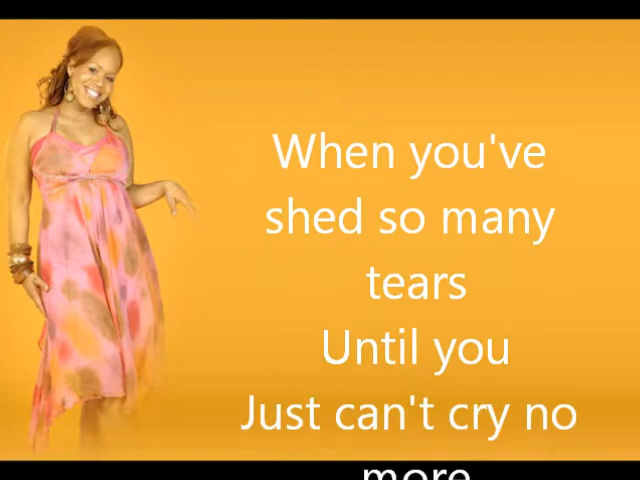 When you've
shed so many
tears
Until you
Just can't cry no
more